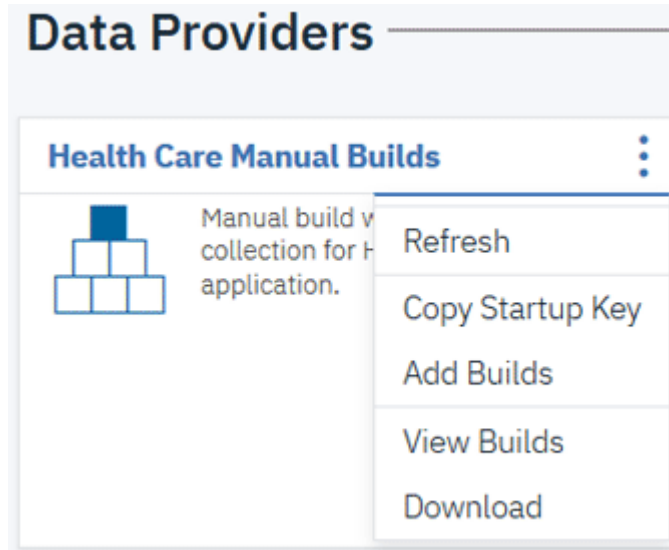 Data Providers
Health Care Manual Builds
Manual build
collection for
application.
Refresh
Copy Startup Key
Add Builds
View Builds
Download